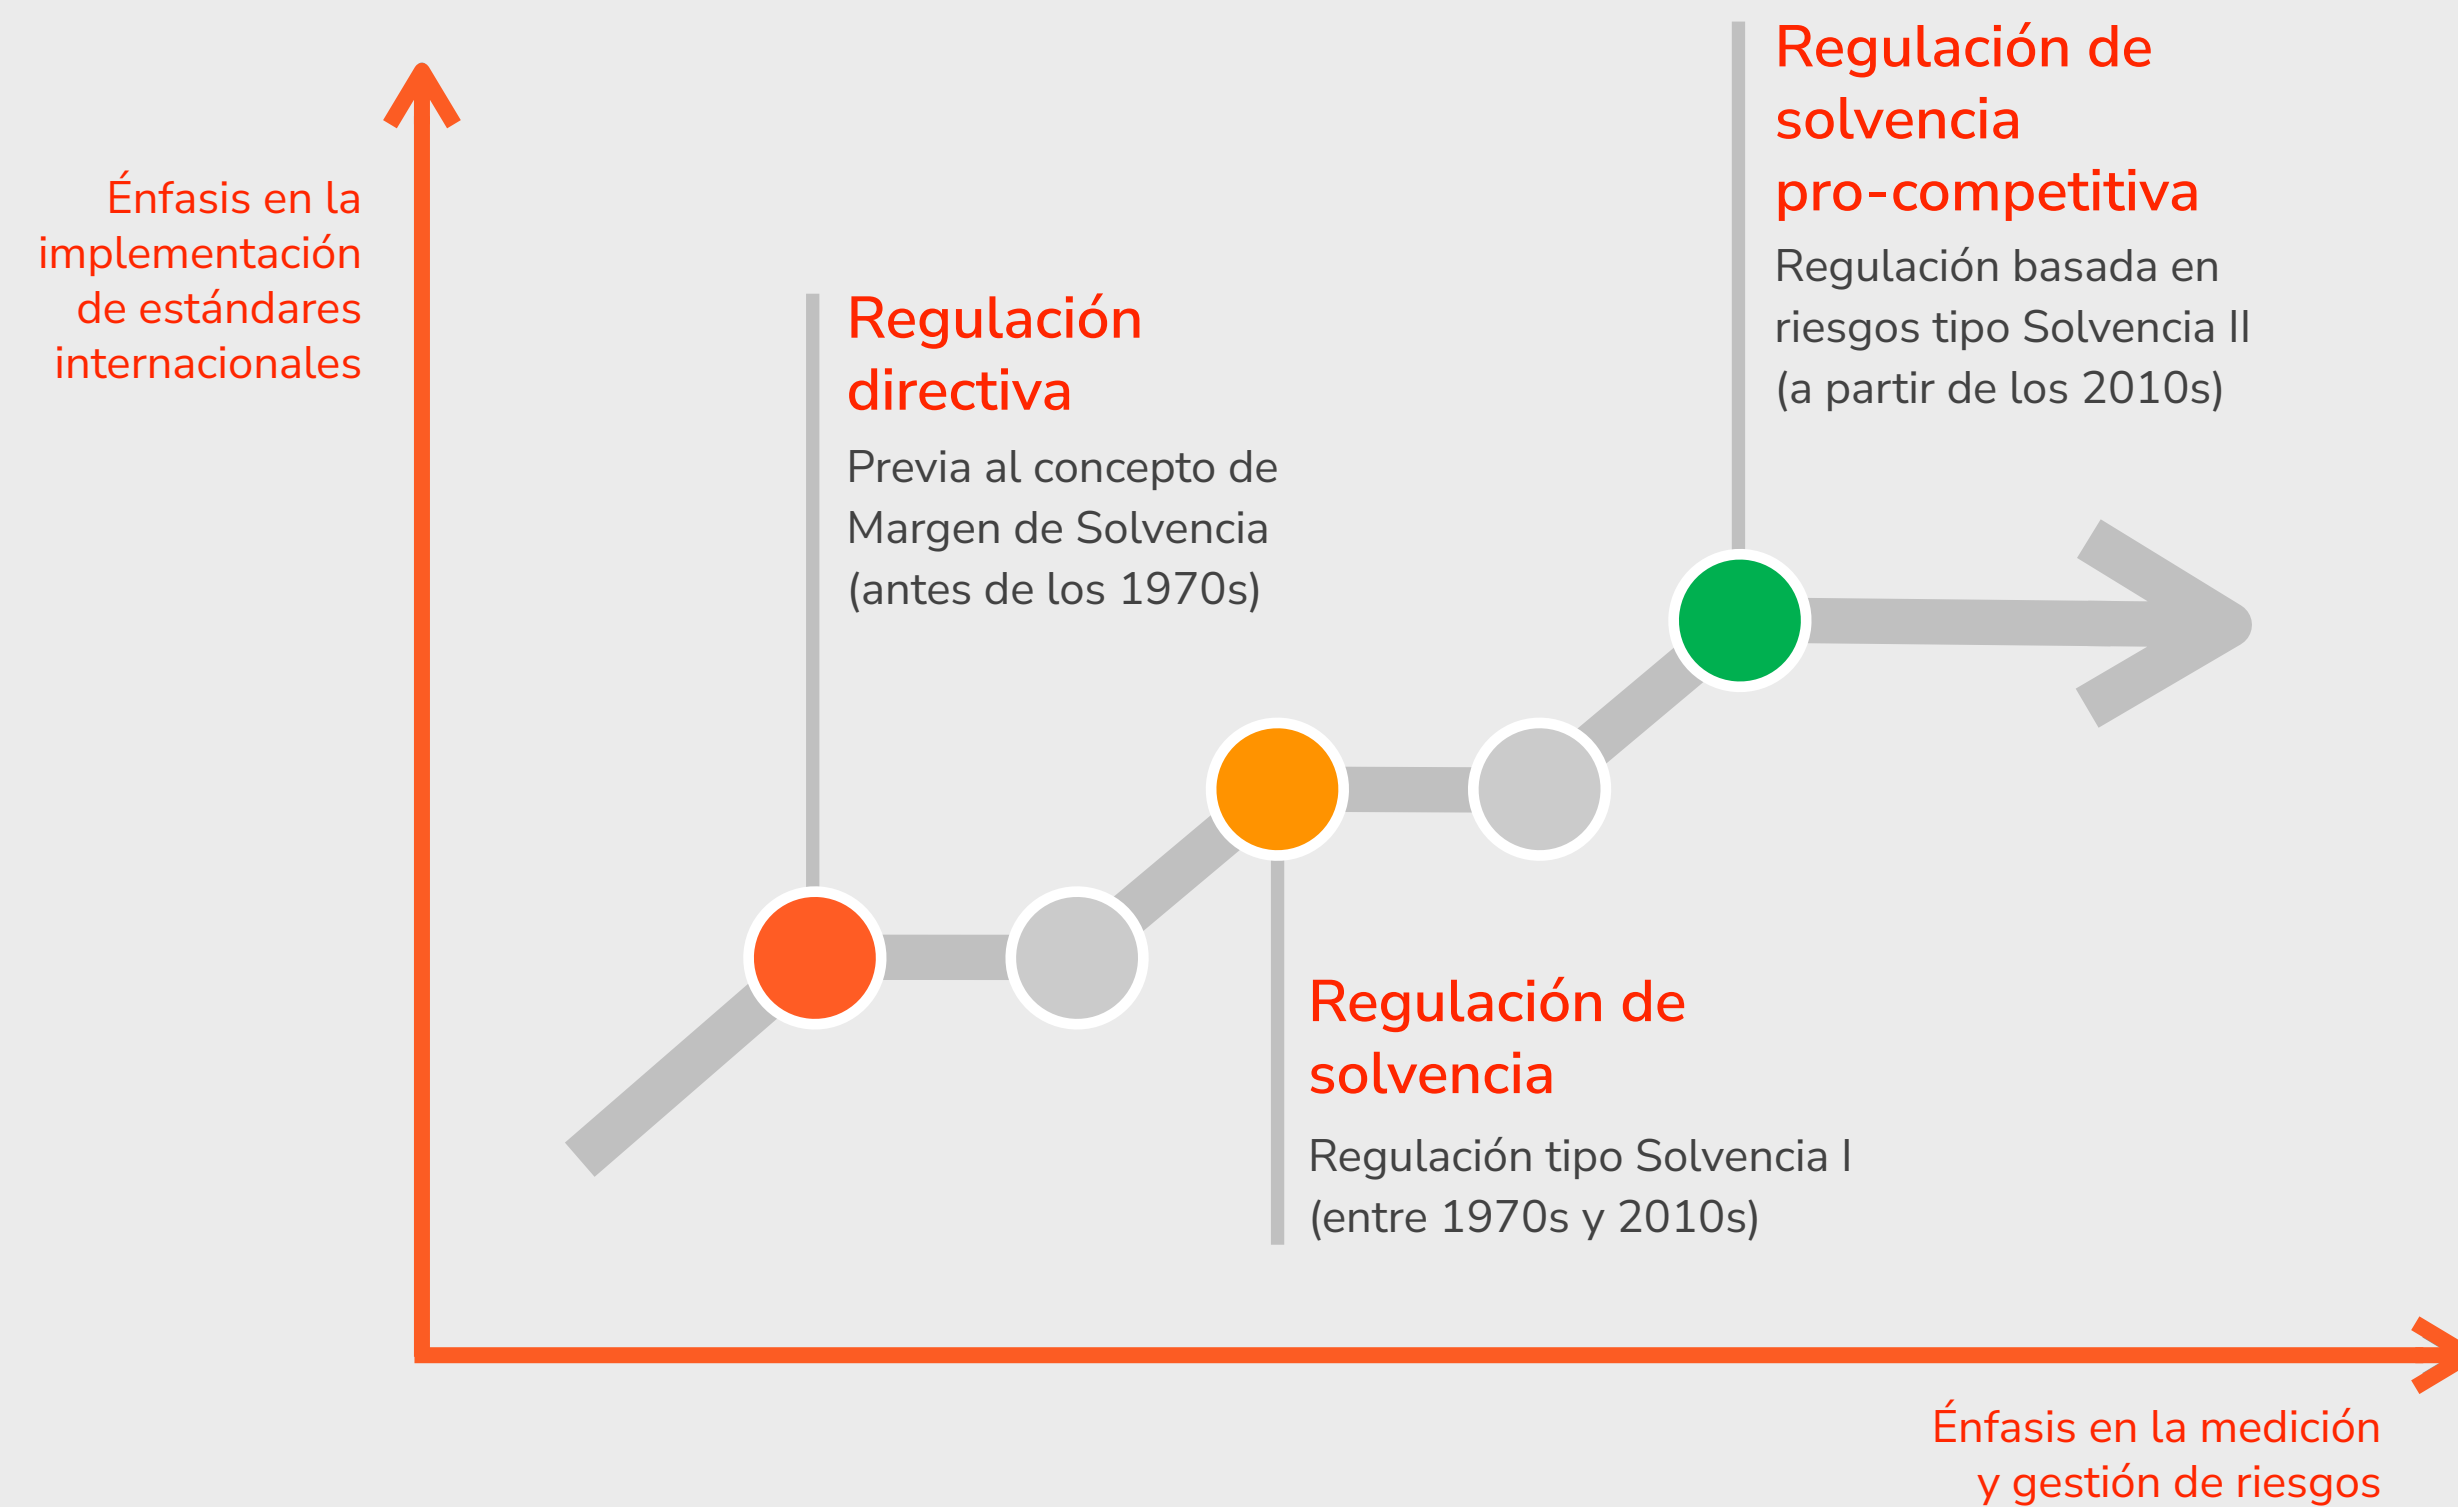 Énfasis en la
implementación
de estándares
internacionales
Regulación
directiva
Previa al concepto de
Margen de Solvencia
(antes de los 1970s)
Regulación de
solvencia
Regulación tipo Solvencia I
(entre 1970s y 2010s)
Regulación de
solvencia
pro-competitiva
Regulación basada en
riesgos tipo Solvencia II
(a partir de los 2010s)
Énfasis en la medición
y gestión de riesgos